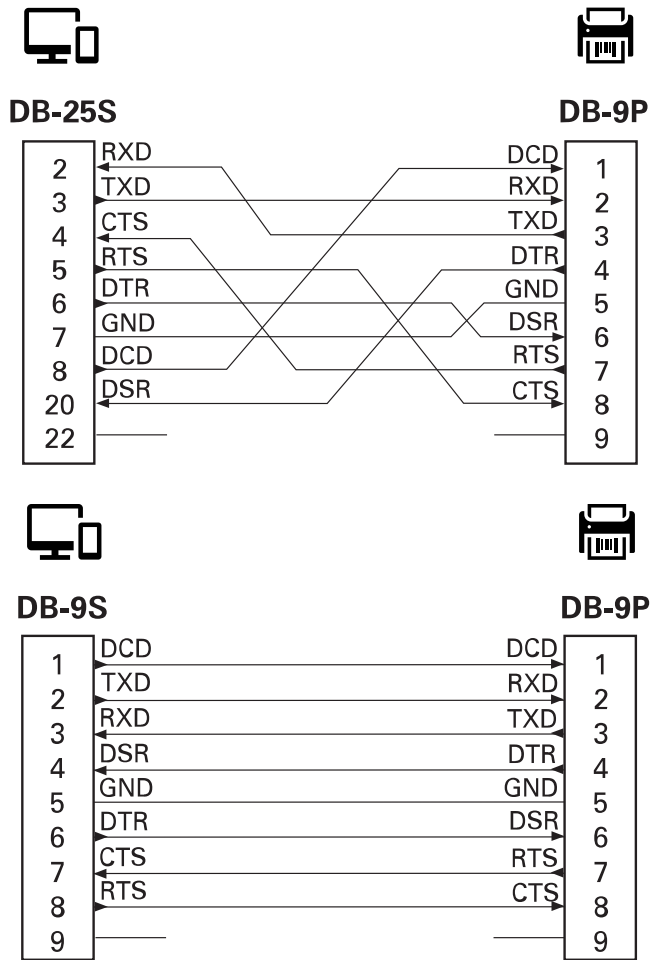 DB-25S DB-9P
RXD DCD
2 1
TXD RXD
3 2
CTS TXD
4 3
RTS DTR
5 4
DTR GND
6 5
GND DSR
7 6
DCD RTS
8 7
DSR CTS
20 8
22 9
DB-9S DB-9P
DCD DCD
1 1
TXD RXD
2 2
RXD TXD
3 3
DSR DTR
4 4
GND GND
5 5
DTR DSR
6 6
CTS RTS
7 7
RTS CTS
8 8
9 9